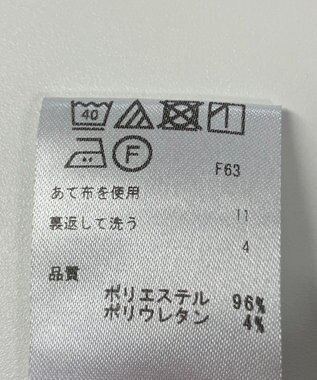 40
F
F63
あて布を使用
裏返して洗う
11
4
品質
ポリエステル 96%
ポリウレタン 4%